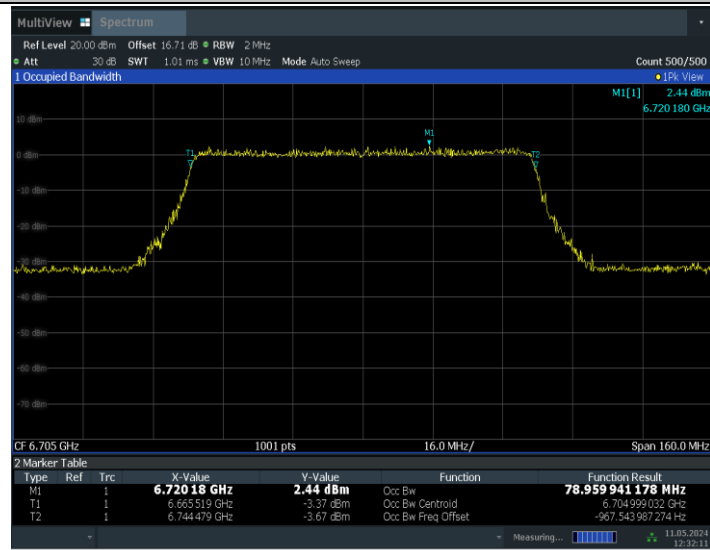 MultiView Spectrum
Ref Level 20.00 dBm Offset 16.71 dB RBW 2 MHz
Att 30 dB SWT 1.01 ms VBW 10 MHz Mode Auto Sweep Count 500/500
1 Occupied Bandwidth 1Pk View
M1[1] 2.44 dBm
6.720 180 GHz
10 dBm
M1
0 dBm
T1
T2
-10 dBm
-20 dBm
-30 dBm
-40 dBm
-50 dBm
-60 dBm
-70 dBm
CF 6.705 GHz 1001 pts 16.0 MHz/ Span 160.0 MHz
2 Marker Table
Type Ref Trc X-Value Y-Value Function Function Result
M1 1 6.720 18 GHz 2.44 dBm Occ Bw 78.959 941 178 MHz
T1 1 6.665 519 GHz -3.37 dBm Occ Bw Centroid 6.704 999 032 GHz
T2 1 6.744 479 GHz -3.67 dBm Occ Bw Freq Offset -967.543 987 274 Hz
Measuring... 11.05.2024
12:32:11